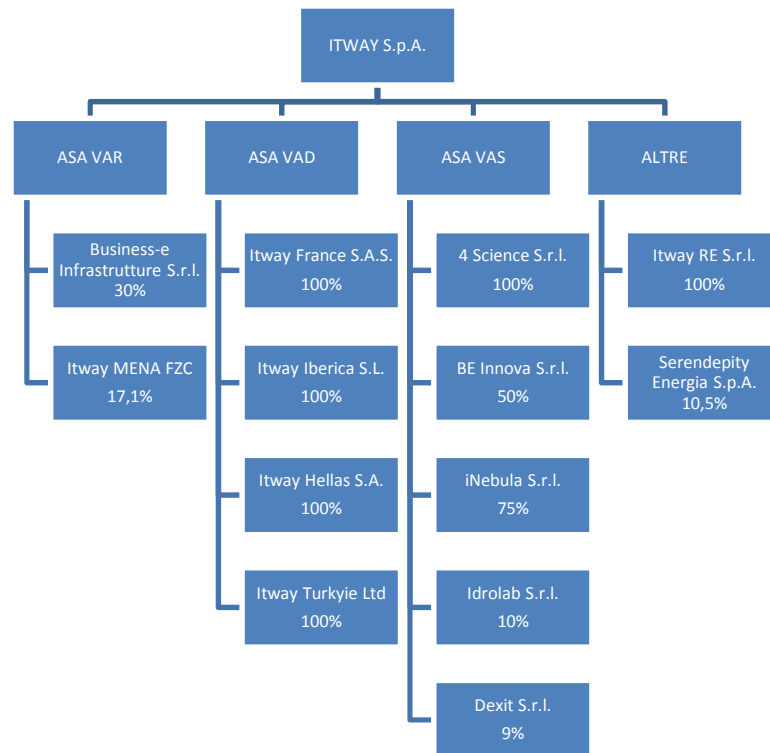 ITWAY S.p.A.
ASA VAR
ASA VAD
ASA VAS
ALTRE
Business-e
Infrastrutture S.r.l.
30%
Itway MENA FZC
17,1%
Itway France S.A.S.
100%
Itway Iberica S.L.
100%
Itway Hellas S.A.
100%
Itway Turkyie Ltd
100%
4 Science S.r.l.
100%
BE Innova S.r.l.
50%
iNebula S.r.l.
75%
Idrolab S.r.l.
10%
Dexit S.r.l.
9%
Itway RE S.r.l.
100%
Serendepity
Energia S.p.A.
10,5%